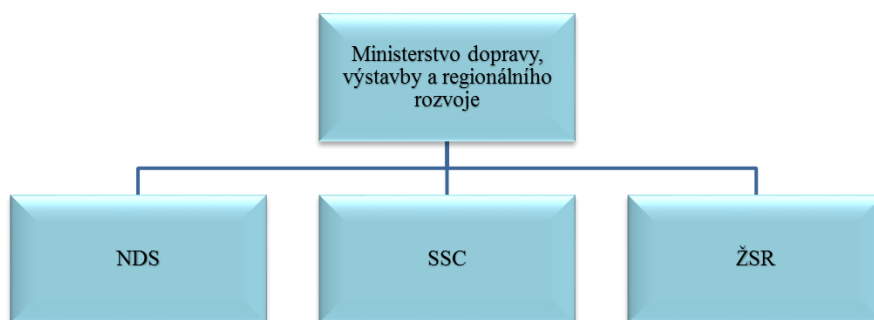 Ministerstvo dopravy,
výstavby a regionálního
rozvoje
NDS
SSC
ŽSR